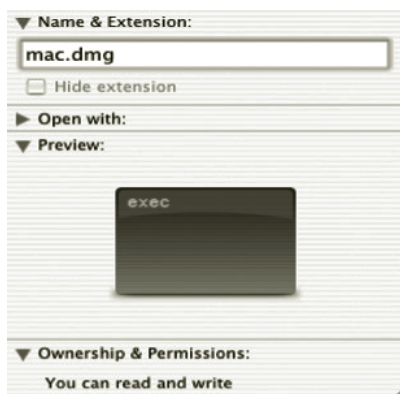 Name & Extension:
mac.dmg
Hide extension
Open with:
Preview:
exec
Ownership & Permissions:
You can read and write